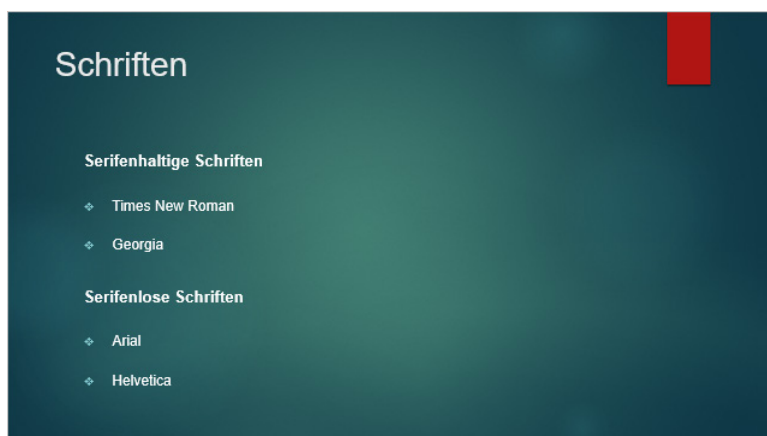 Schriften
Serifenhaltige Schriften
Times New Roman
Georgia
Serifenlose Schriften
Arial
Helvetica